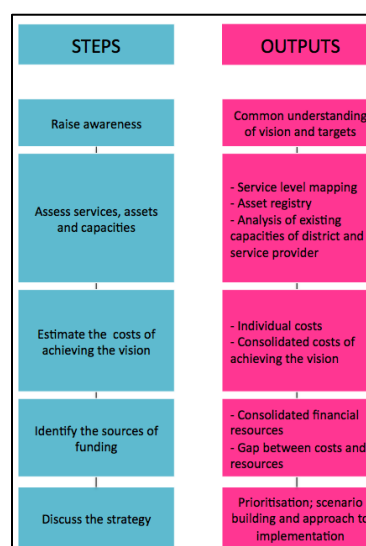 STEPS
OUTPUTS
Raise awareness
Common understanding
of vision and targets
Assess services, assets
and capacities
- Service level mapping
- Asset registry
- Analysis of existing
capacities of district and
service provider
Estimate the  costs of
achieving the vision
- Individual costs
- Consolidated costs of
achieving the vision
Identify the sources of
funding
- Consolidated financial
resources
- Gap between costs and
resources
Discuss the strategy
Prioritisation; scenario
building and approach to
implementation